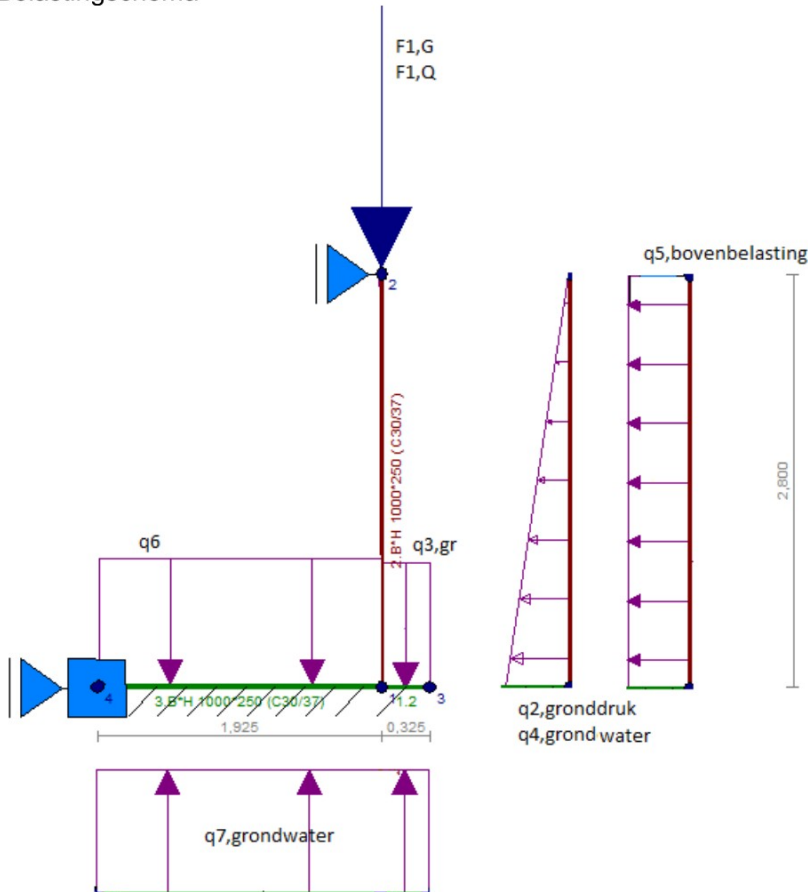 Belastingschema
F1,G
F1,Q
q5,bovenbelasting
2
2.B*H 1000*250 (C30/37)
2,800
q6
q3,gr
4
3.B*H 1000*250 (C30/37)
1
1.2
3
1,925
0,325
q2,gronddruk
q4,grond water
q7,grondwater